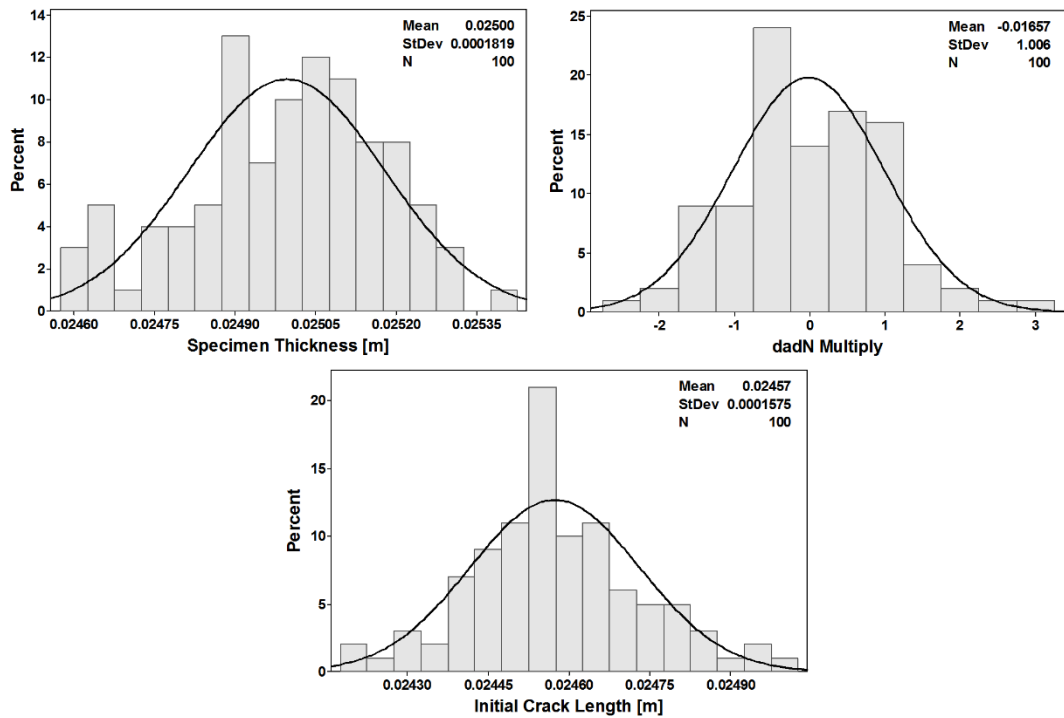 14
12
10
8
6
4
2
0
Percent
Mean 0.02500
StDev 0.0001819
N 100
0.02460 0.02475 0.02490 0.02505 0.02520 0.02535
Specimen Thickness [m]
25
20
15
10
5
0
Percent
Mean -0.01657
StDev 1.006
N 100
-2 -1 0 1 2 3
dadN Multiply
20
15
10
5
0
Percent
Mean 0.02457
StDev 0.0001575
N 100
0.02430 0.02445 0.02460 0.02475 0.02490
Initial Crack Length [m]